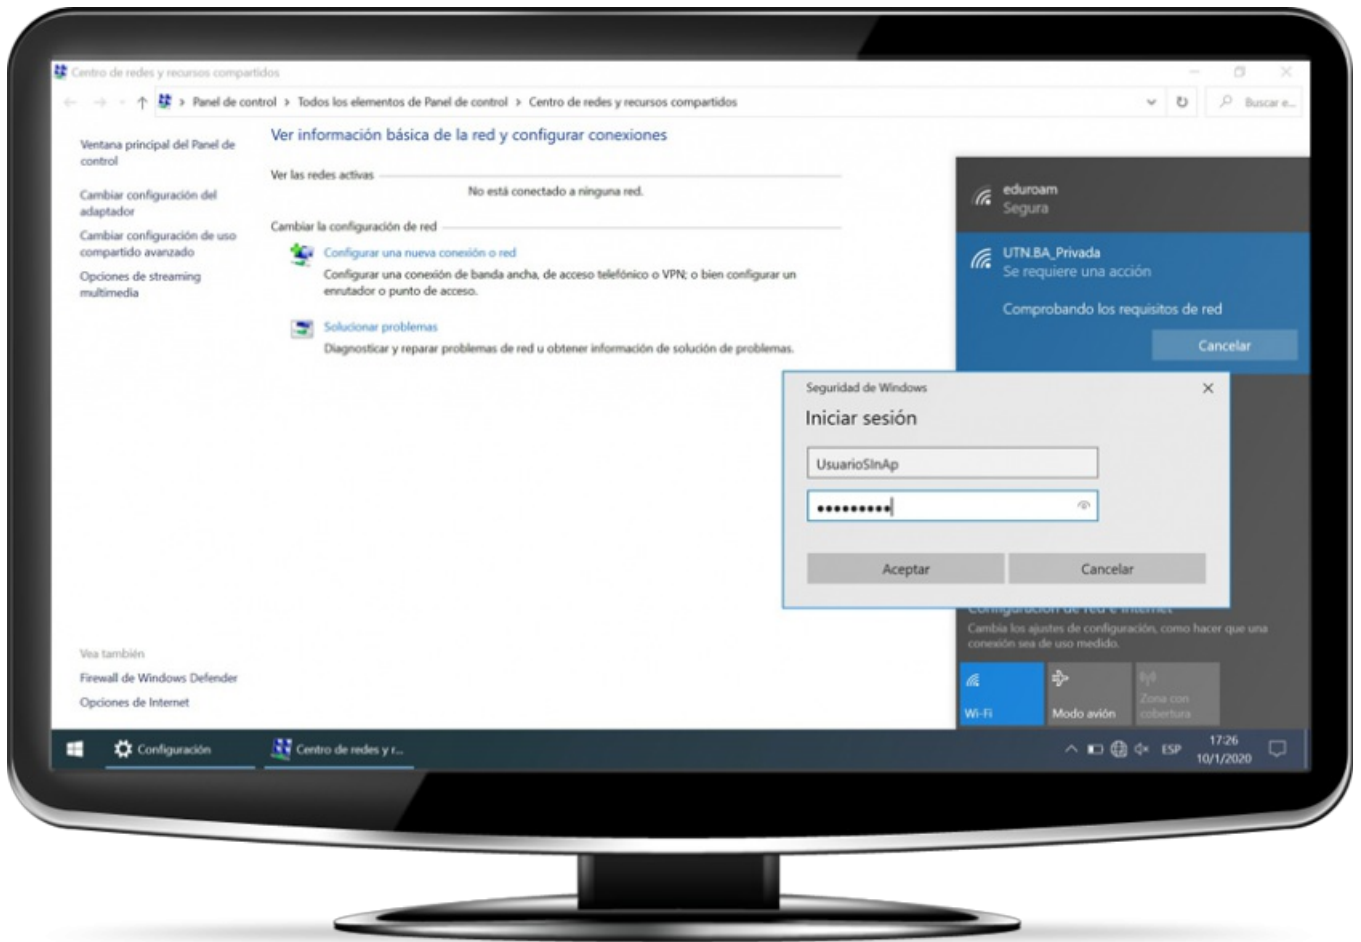 Centro de redes y recursos compartidos
Panel de control > Todos los elementos de Panel de control > Centro de redes y recursos compartidos
Buscar e...
Ventana principal del Panel de
control
Cambiar configuración del
adaptador
Cambiar configuración de uso
compartido avanzado
Opciones de streaming
multimedia
Ver información básica de la red y configurar conexiones
Ver las redes activas
No está conectado a ninguna red.
Cambiar la configuración de red
Configurar una nueva conexión o red
Configurar una conexión de banda ancha, de acceso telefónico o VPN; o bien configurar un
enrutador o punto de acceso.
Solucionar problemas
Diagnosticar y reparar problemas de red u obtener información de solución de problemas.
eduroam
Segura
UTN.BA_Privada
Se requiere una acción
Comprobando los requisitos de red
Cancelar
Seguridad de Windows
Iniciar sesión
UsuarioSInAp
•••••••••
Aceptar
Cancelar
Configuración de red e Internet
Cambia los ajustes de configuración, como hacer que una
conexión sea de uso medido.
Wi-Fi
Modo avión
Zona con
cobertura
Vea también
Firewall de Windows Defender
Opciones de Internet
Configuración
Centro de redes y r...
ESP
17:26
10/1/2020